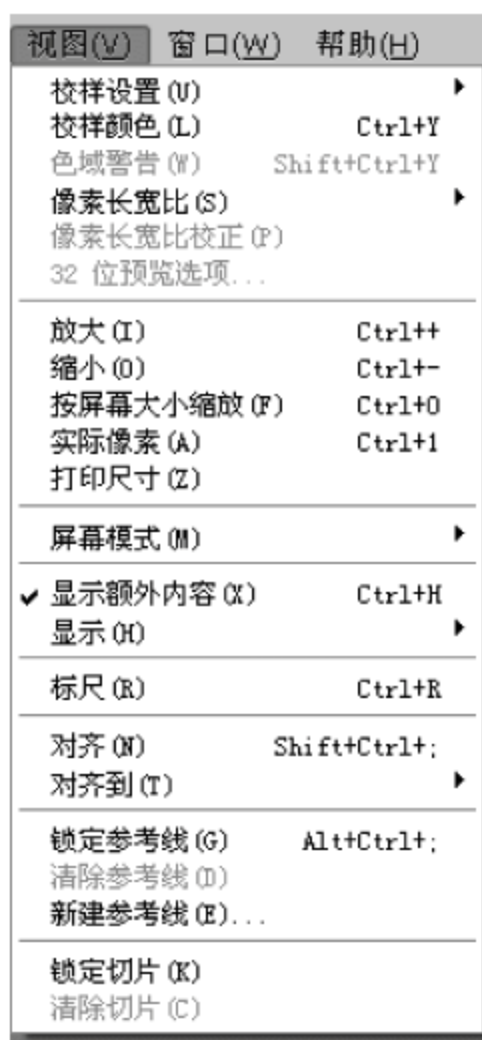 视图(V) 窗口(W) 帮助(H)
校样设置(U)
校样颜色(L) Ctrl+Y
色域警告(W) Shift+Ctrl+Y
像素长宽比(S)
像素长宽比校正(P)
32 位预览选项...
放大(I) Ctrl++
缩小(O) Ctrl+-
按屏幕大小缩放(F) Ctrl+0
实际像素(A) Ctrl+1
打印尺寸(Z)
屏幕模式(M)
显示额外内容(X) Ctrl+H
显示(H)
标尺(R) Ctrl+R
对齐(N) Shift+Ctrl+;
对齐到(T)
锁定参考线(G) Alt+Ctrl+;
清除参考线(D)
新建参考线(E)...
锁定切片(K)
清除切片(C)